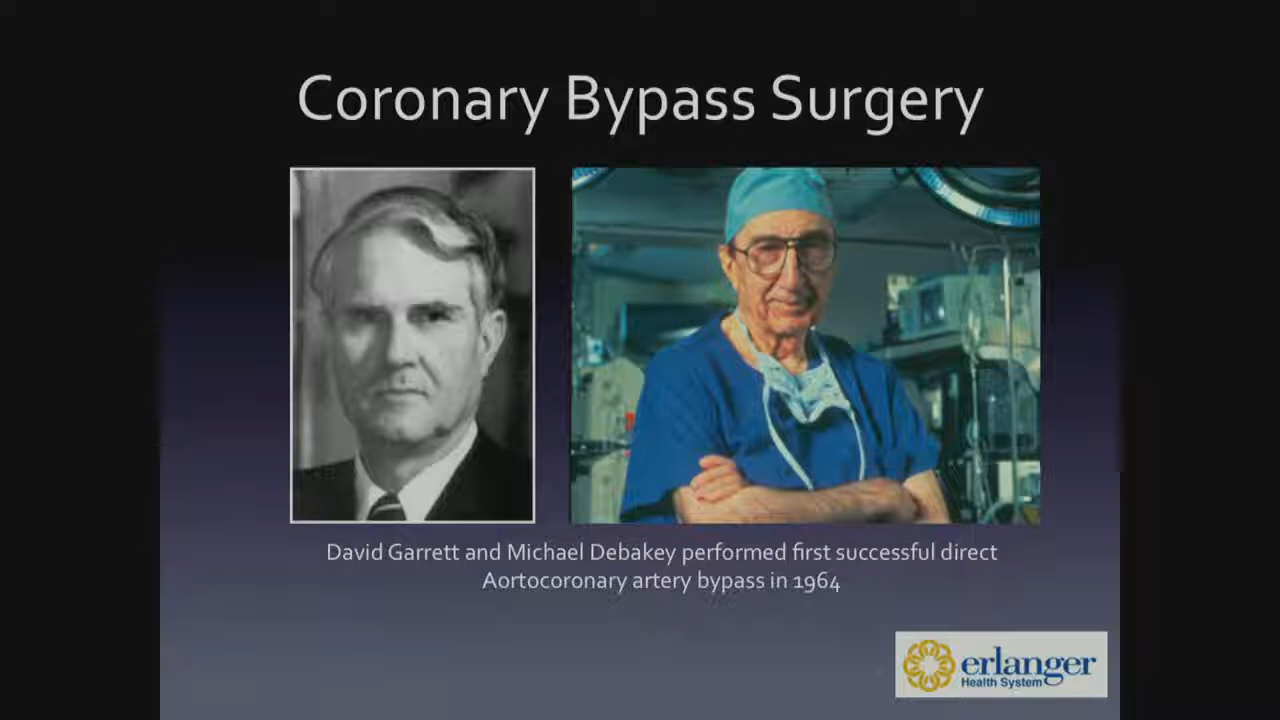 Coronary Bypass Surgery
David Garrett and Michael Debakey performed first successful direct
Aortocoronary artery bypass in 1964
erlanger
Health System